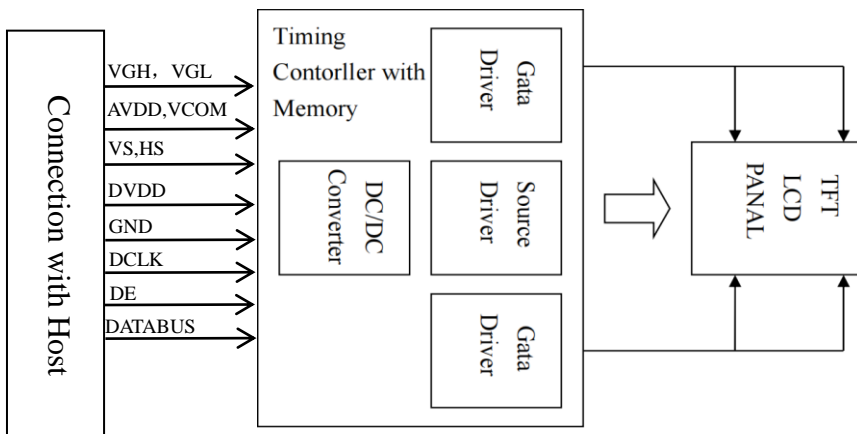 Connection with Host
VGH，VGL
AVDD,VCOM
VS,HS
DVDD
GND
DCLK
DE
DATABUS
Timing
Contorller with
Memory
DC/DC
Converter
Gata
Driver
Source
Driver
Gata
Driver
TFT
LCD
PANAL